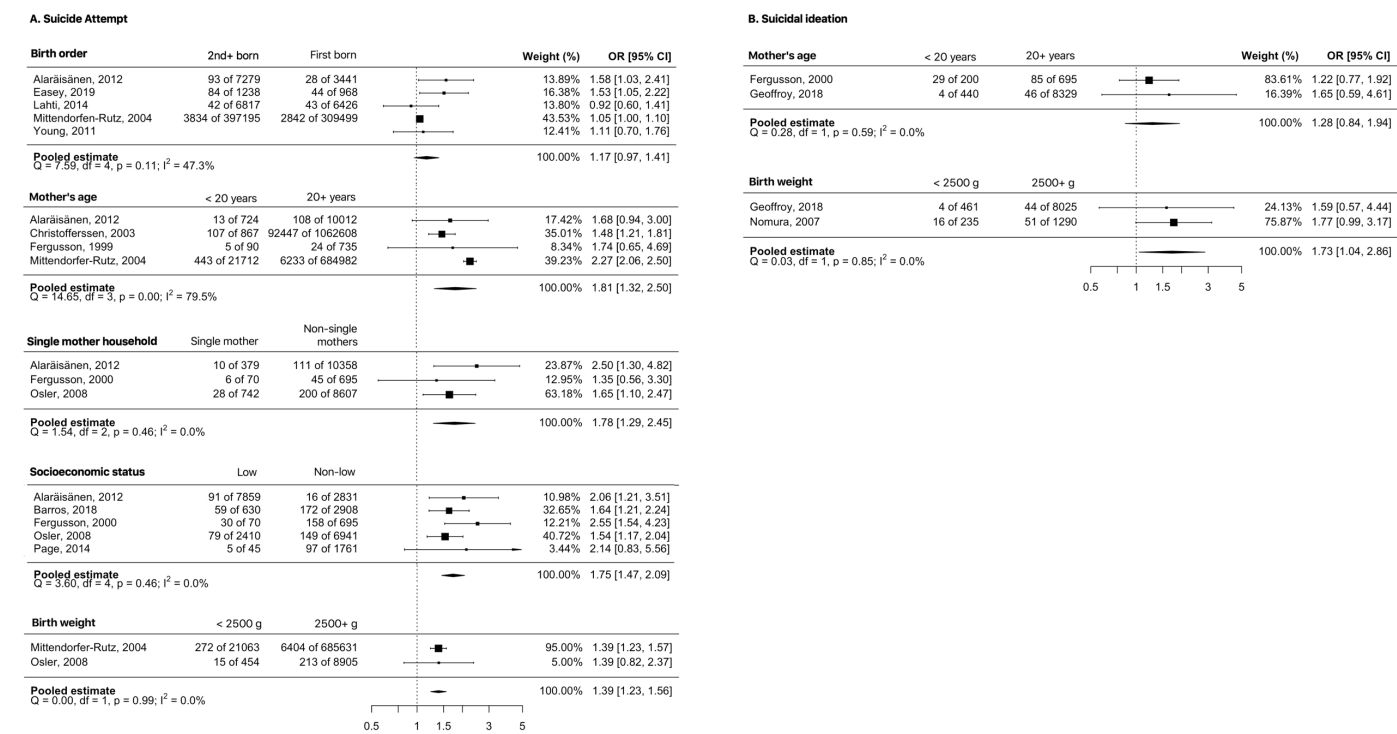 A. Suicide Attempt
Birth order 2nd+ born First born Weight (%) OR [95% CI]
Alaräisänen, 2012 93 of 7279 28 of 3441 13.89% 1.58 [1.03, 2.41]
Easey, 2019 84 of 1238 44 of 968 16.38% 1.53 [1.05, 2.22]
Lahti, 2014 42 of 6817 43 of 6426 13.80% 0.92 [0.60, 1.41]
Mittendorfen-Rutz, 2004 3834 of 397195 2842 of 309499 43.53% 1.05 [1.00, 1.10]
Young, 2011 12.41% 1.11 [0.70, 1.76]
Pooled estimate 100.00% 1.17 [0.97, 1.41]
Q = 7.59, df = 4, p = 0.11; I² = 47.3%
Mother's age < 20 years 20+ years
Alaräisänen, 2012 13 of 724 108 of 10012 17.42% 1.68 [0.94, 3.00]
Christofferssen, 2003 107 of 867 92447 of 1062608 35.01% 1.48 [1.21, 1.81]
Fergusson, 1999 5 of 90 24 of 735 8.34% 1.74 [0.65, 4.69]
Mittendorfer-Rutz, 2004 443 of 21712 6233 of 684982 39.23% 2.27 [2.06, 2.50]
Pooled estimate 100.00% 1.81 [1.32, 2.50]
Q = 14.65, df = 3, p = 0.00; I² = 79.5%
Single mother household Single mother Non-single mothers
Alaräisänen, 2012 10 of 379 111 of 10358 23.87% 2.50 [1.30, 4.82]
Fergusson, 2000 6 of 70 45 of 695 12.95% 1.35 [0.56, 3.30]
Osler, 2008 28 of 742 200 of 8607 63.18% 1.65 [1.10, 2.47]
Pooled estimate 100.00% 1.78 [1.29, 2.45]
Q = 1.54, df = 2, p = 0.46; I² = 0.0%
Socioeconomic status Low Non-low
Alaräisänen, 2012 91 of 7859 16 of 2831 10.98% 2.06 [1.21, 3.51]
Barros, 2018 59 of 630 172 of 2908 32.65% 1.64 [1.21, 2.24]
Fergusson, 2000 30 of 70 158 of 695 12.21% 2.55 [1.54, 4.23]
Osler, 2008 79 of 2410 149 of 6941 40.72% 1.54 [1.17, 2.04]
Page, 2014 5 of 45 97 of 1761 3.44% 2.14 [0.83, 5.56]
Pooled estimate 100.00% 1.75 [1.47, 2.09]
Q = 3.60, df = 4, p = 0.46; I² = 0.0%
Birth weight < 2500 g 2500+ g
Mittendorfer-Rutz, 2004 272 of 21063 6404 of 685631 95.00% 1.39 [1.23, 1.57]
Osler, 2008 15 of 454 213 of 8905 5.00% 1.39 [0.82, 2.37]
Pooled estimate 100.00% 1.39 [1.23, 1.56]
Q = 0.00, df = 1, p = 0.99; I² = 0.0%
0.5 1 1.5 3 5
B. Suicidal ideation
Mother's age < 20 years 20+ years Weight (%) OR [95% CI]
Fergusson, 2000 29 of 200 85 of 695 83.61% 1.22 [0.77, 1.92]
Geoffroy, 2018 4 of 440 46 of 8329 16.39% 1.65 [0.59, 4.61]
Pooled estimate 100.00% 1.28 [0.84, 1.94]
Q = 0.28, df = 1, p = 0.59; I² = 0.0%
Birth weight < 2500 g 2500+ g
Geoffroy, 2018 4 of 461 44 of 8025 24.13% 1.59 [0.57, 4.44]
Nomura, 2007 16 of 235 51 of 1290 75.87% 1.77 [0.99, 3.17]
Pooled estimate 100.00% 1.73 [1.04, 2.86]
Q = 0.03, df = 1, p = 0.85; I² = 0.0%
0.5 1 1.5 3 5